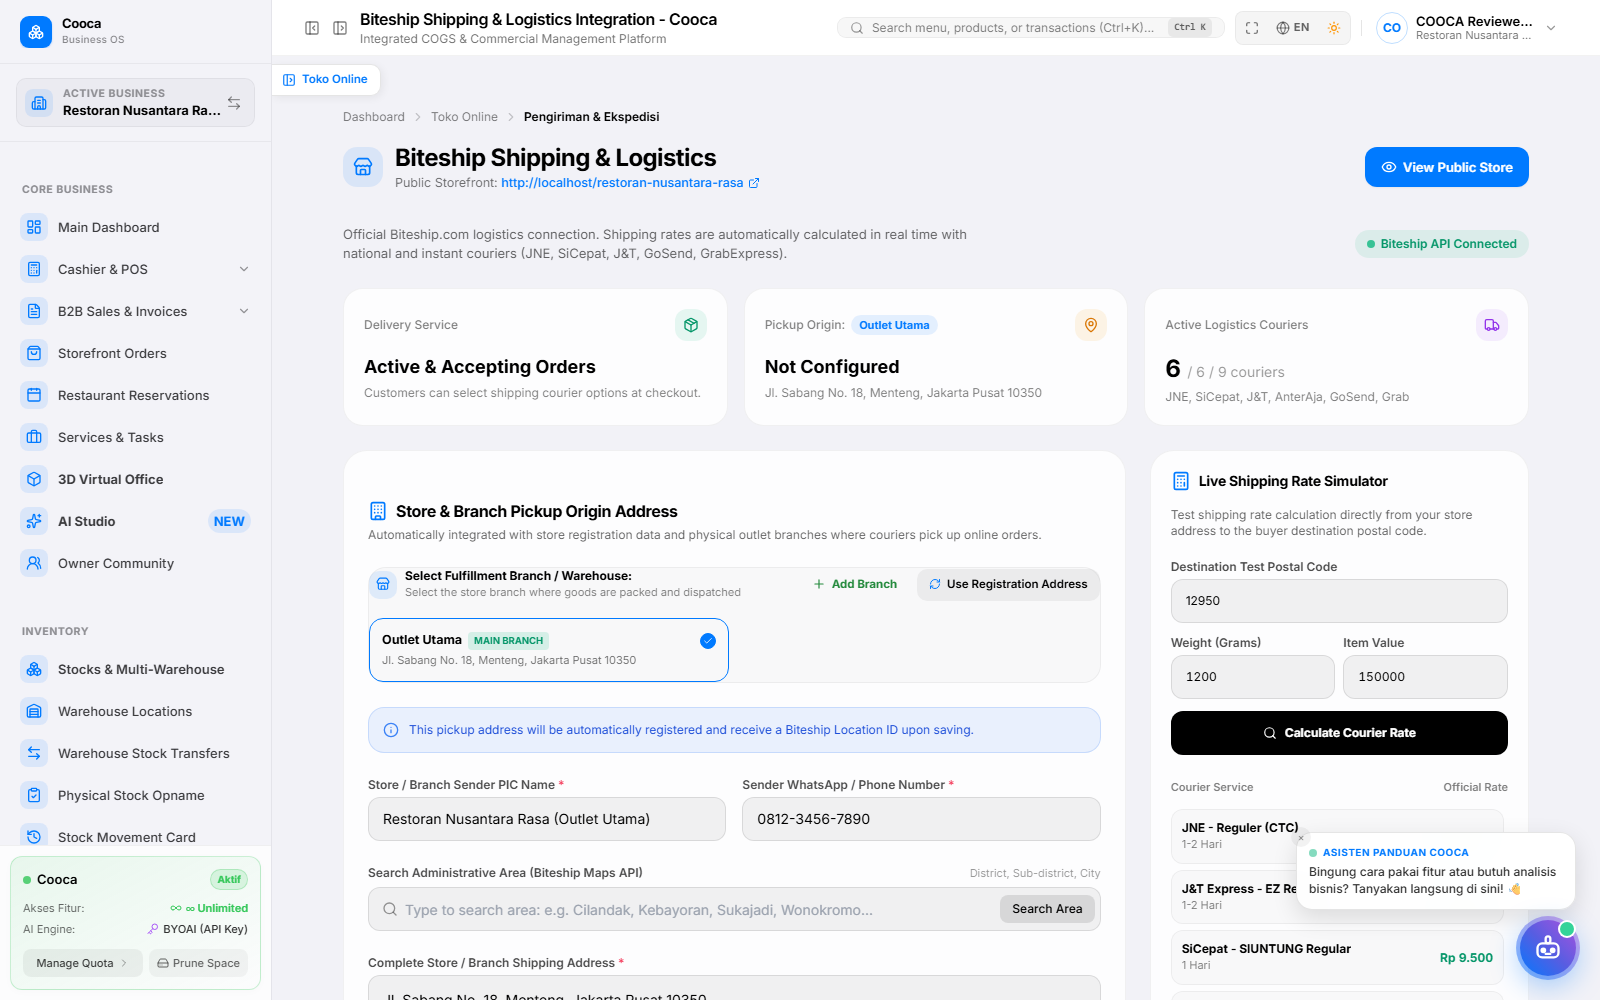 Cooca
Business OS
ACTIVE BUSINESS
Restoran Nusantara Ra...
CORE BUSINESS
Main Dashboard
Cashier & POS
B2B Sales & Invoices
Storefront Orders
Restaurant Reservations
Services & Tasks
3D Virtual Office
AI Studio
NEW
Owner Community
INVENTORY
Stocks & Multi-Warehouse
Warehouse Locations
Warehouse Stock Transfers
Physical Stock Opname
Stock Movement Card
Cooca
Aktif
Akses Fitur:
∞ Unlimited
AI Engine:
BYOAI (API Key)
Manage Quota
Prune Space
Biteship Shipping & Logistics Integration - Cooca
Integrated COGS & Commercial Management Platform
Search menu, products, or transactions (Ctrl+K)...
Ctrl K
EN
CO
COOCA Reviewe...
Restoran Nusantara ...
Toko Online
Dashboard
Toko Online
Pengiriman & Ekspedisi
Biteship Shipping & Logistics
Public Storefront: http://localhost/restoran-nusantara-rasa
View Public Store
Official Biteship.com logistics connection. Shipping rates are automatically calculated in real time with
national and instant couriers (JNE, SiCepat, J&T, GoSend, GrabExpress).
Biteship API Connected
Delivery Service
Active & Accepting Orders
Customers can select shipping courier options at checkout.
Pickup Origin:
Outlet Utama
Not Configured
Jl. Sabang No. 18, Menteng, Jakarta Pusat 10350
Active Logistics Couriers
6 / 6 / 9 couriers
JNE, SiCepat, J&T, AnterAja, GoSend, Grab
Store & Branch Pickup Origin Address
Automatically integrated with store registration data and physical outlet branches where couriers pick up online orders.
Select Fulfillment Branch / Warehouse:
Select the store branch where goods are packed and dispatched
Add Branch
Use Registration Address
Outlet Utama
MAIN BRANCH
Jl. Sabang No. 18, Menteng, Jakarta Pusat 10350
This pickup address will be automatically registered and receive a Biteship Location ID upon saving.
Store / Branch Sender PIC Name *
Restoran Nusantara Rasa (Outlet Utama)
Sender WhatsApp / Phone Number *
0812-3456-7890
Search Administrative Area (Biteship Maps API)
District, Sub-district, City
Type to search area: e.g. Cilandak, Kebayoran, Sukajadi, Wonokromo...
Search Area
Complete Store / Branch Shipping Address *
Jl. Sabang No. 18, Menteng, Jakarta Pusat 10350
Live Shipping Rate Simulator
Test shipping rate calculation directly from your store
address to the buyer destination postal code.
Destination Test Postal Code
12950
Weight (Grams)
1200
Item Value
150000
Calculate Courier Rate
Courier Service
Official Rate
JNE - Reguler (CTC)
1-2 Hari
J&T Express - EZ Re
1-2 Hari
SiCepat - SIUNTUNG Regular
1 Hari
Rp 9.500
×
ASISTEN PANDUAN COOCA
Bingung cara pakai fitur atau butuh analisis
bisnis? Tanyakan langsung di sini! 👋